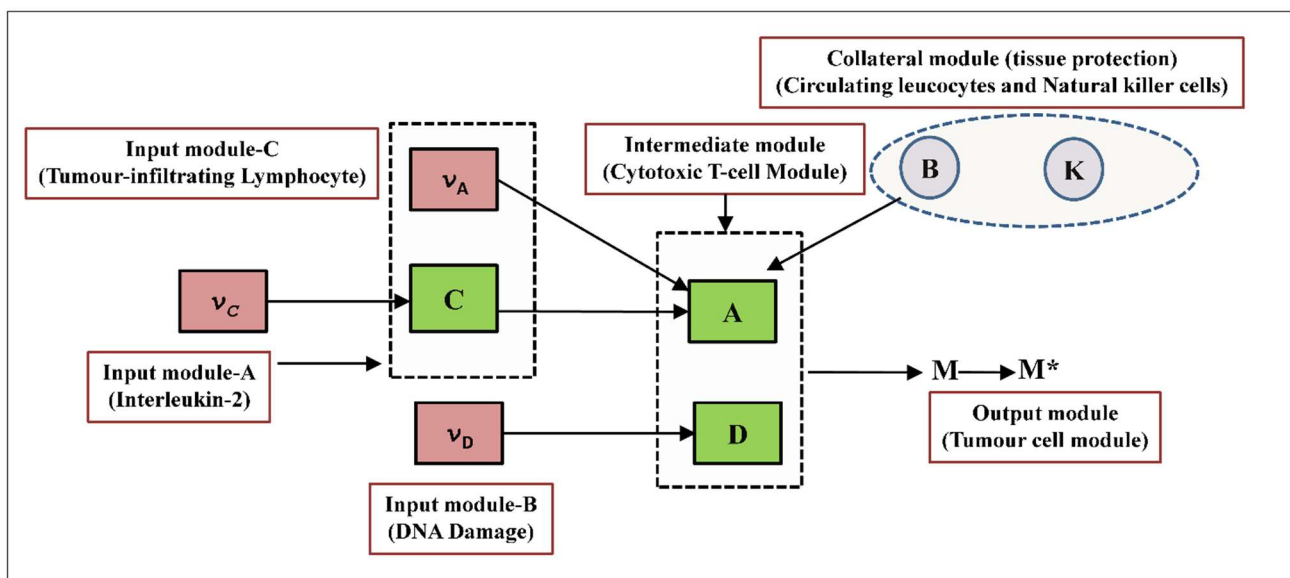 Collateral module (tissue protection)
(Circulating leucocytes and Natural killer cells)
Input module-C
(Tumour-infiltrating Lymphocyte)
Intermediate module
(Cytotoxic T-cell Module)
νA
B
K
νC
C
A
Input module-A
(Interleukin-2)
M
M*
νD
D
Output module
(Tumour cell module)
Input module-B
(DNA Damage)